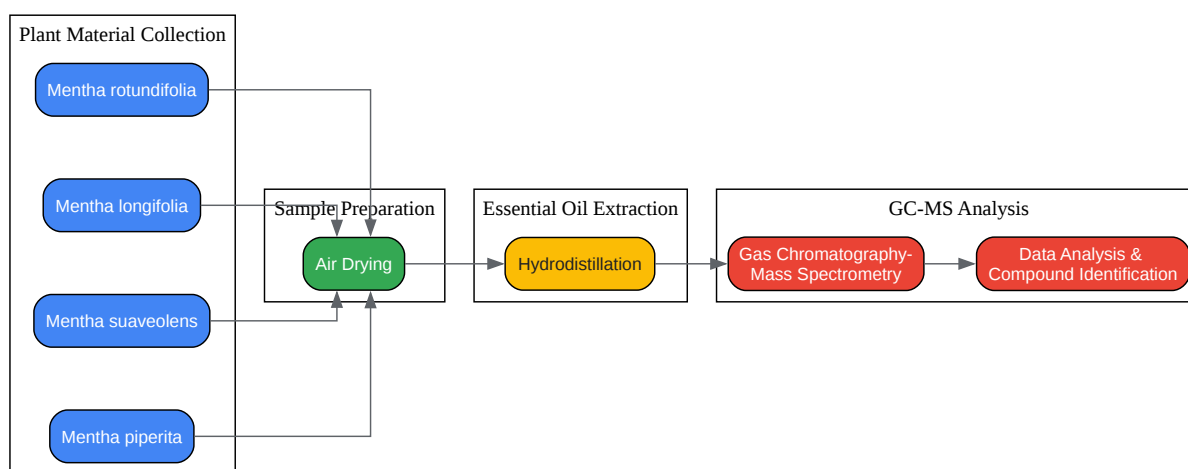 Plant Material Collection
Mentha rotundifolia
Mentha longifolia
Mentha suaveolens
Mentha piperita
Sample Preparation
Air Drying
Essential Oil Extraction
Hydrodistillation
GC-MS Analysis
Gas Chromatography-
Mass Spectrometry
Data Analysis &
Compound Identification